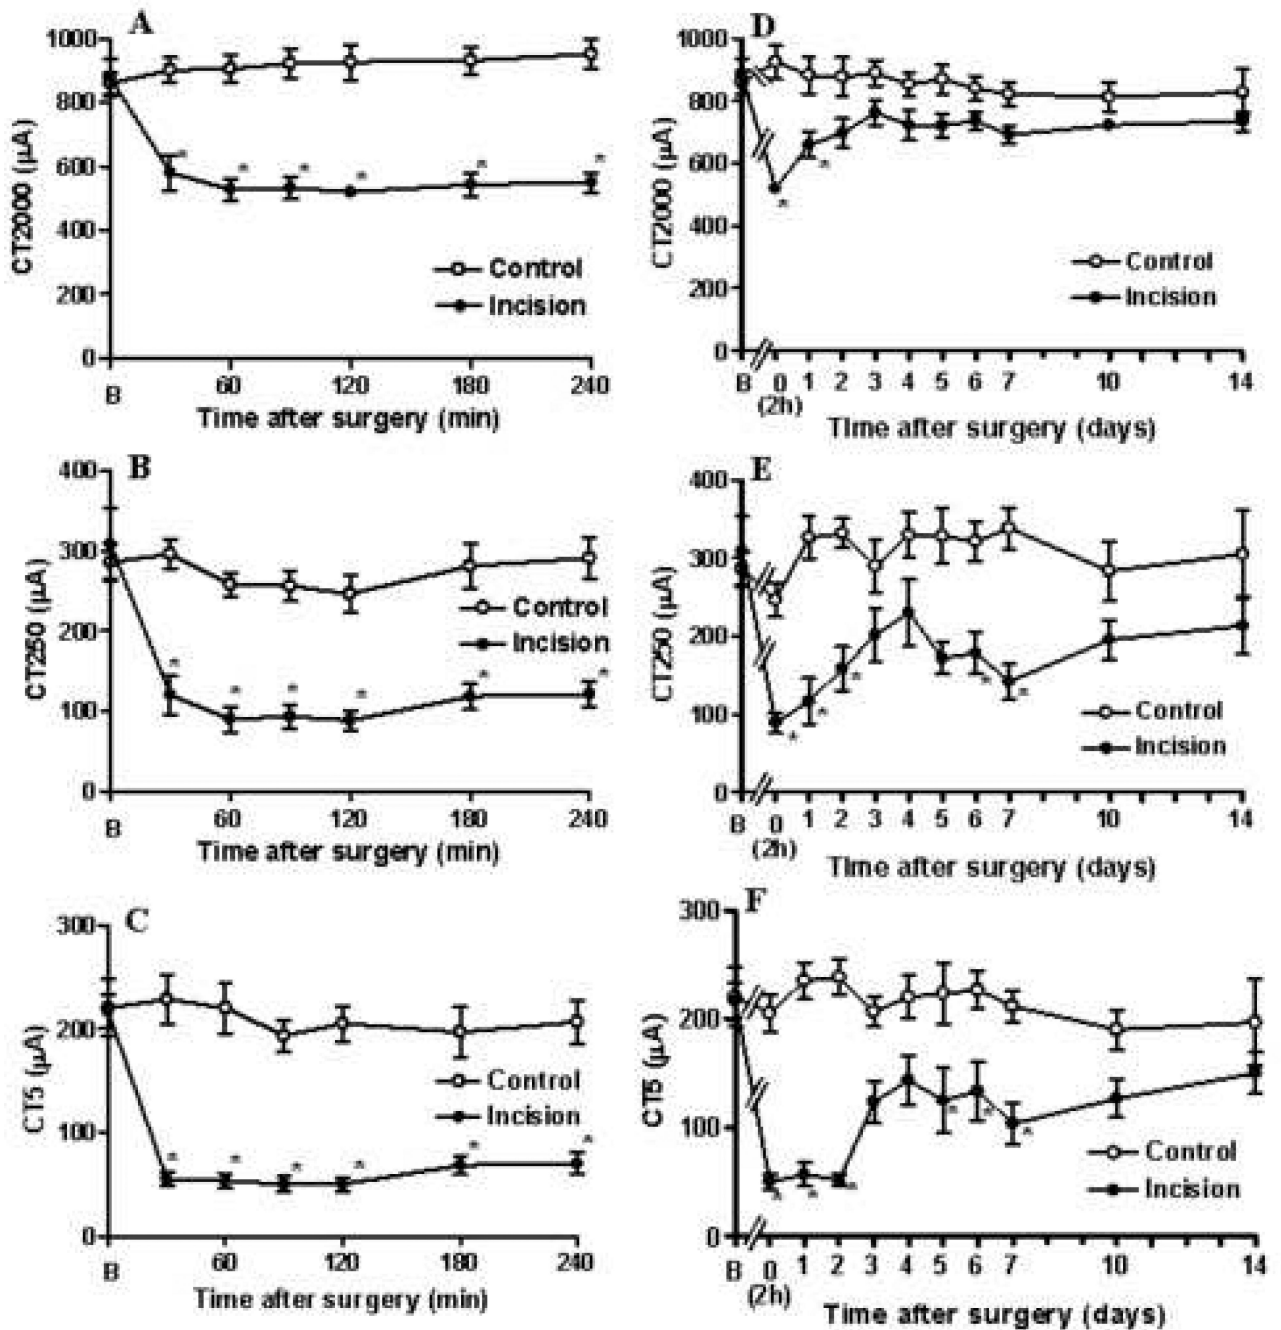 A
1000
800
600
400
200
0
CT2000 (µA)
* * * * * *
Control
Incision
B 60 120 180 240
Time after surgery (min)
D
1000
800
600
400
200
0
CT2000 (µA)
* *
Control
Incision
B 0 1 2 3 4 5 6 7 10 14
(2h)
TIme after surgery (days)
B
400
300
200
100
0
CT250 (µA)
* * * * * *
Control
Incision
B 60 120 180 240
Time after surgery (min)
E
400
300
200
100
0
CT250 (µA)
* * * * *
Control
Incision
B 0 1 2 3 4 5 6 7 10 14
(2h)
TIme after surgery (days)
C
300
200
100
0
CT5 (µA)
* * * * * *
Control
Incision
B 60 120 180 240
Time after surgery (min)
F
300
200
100
0
CT5 (µA)
* * * * * *
Control
Incision
B 0 1 2 3 4 5 6 7 10 14
(2h)
Time after surgery (days)